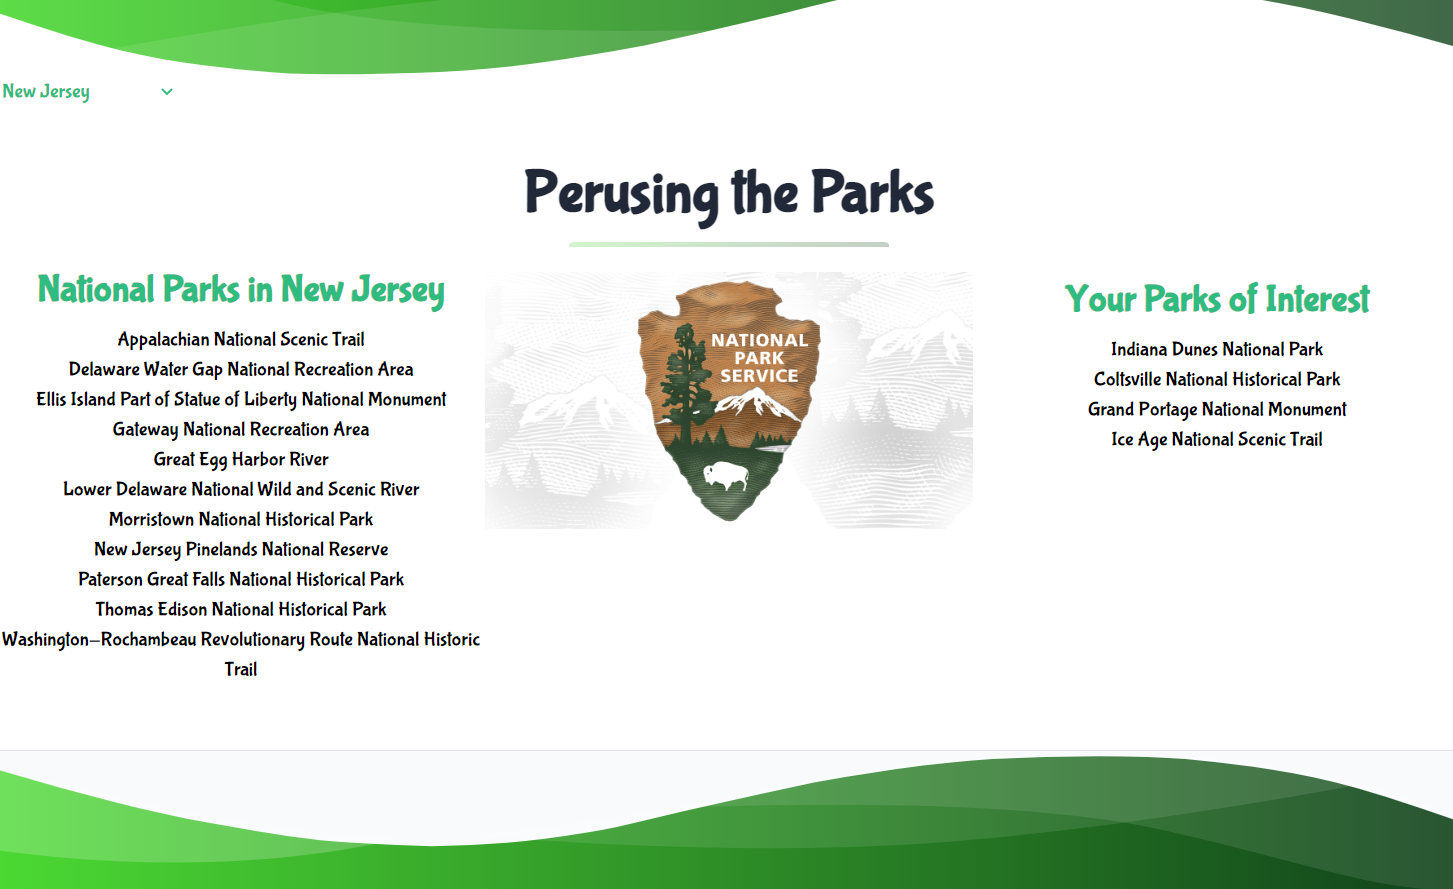 New Jersey
Perusing the Parks
National Parks in New Jersey
Appalachian National Scenic Trail
Delaware Water Gap National Recreation Area
Ellis Island Part of Statue of Liberty National Monument
Gateway National Recreation Area
Great Egg Harbor River
Lower Delaware National Wild and Scenic River
Morristown National Historical Park
New Jersey Pinelands National Reserve
Paterson Great Falls National Historical Park
Thomas Edison National Historical Park
Washington–Rochambeau Revolutionary Route National Historic
Trail
NATIONAL
PARK
SERVICE
Your Parks of Interest
Indiana Dunes National Park
Coltsville National Historical Park
Grand Portage National Monument
Ice Age National Scenic Trail